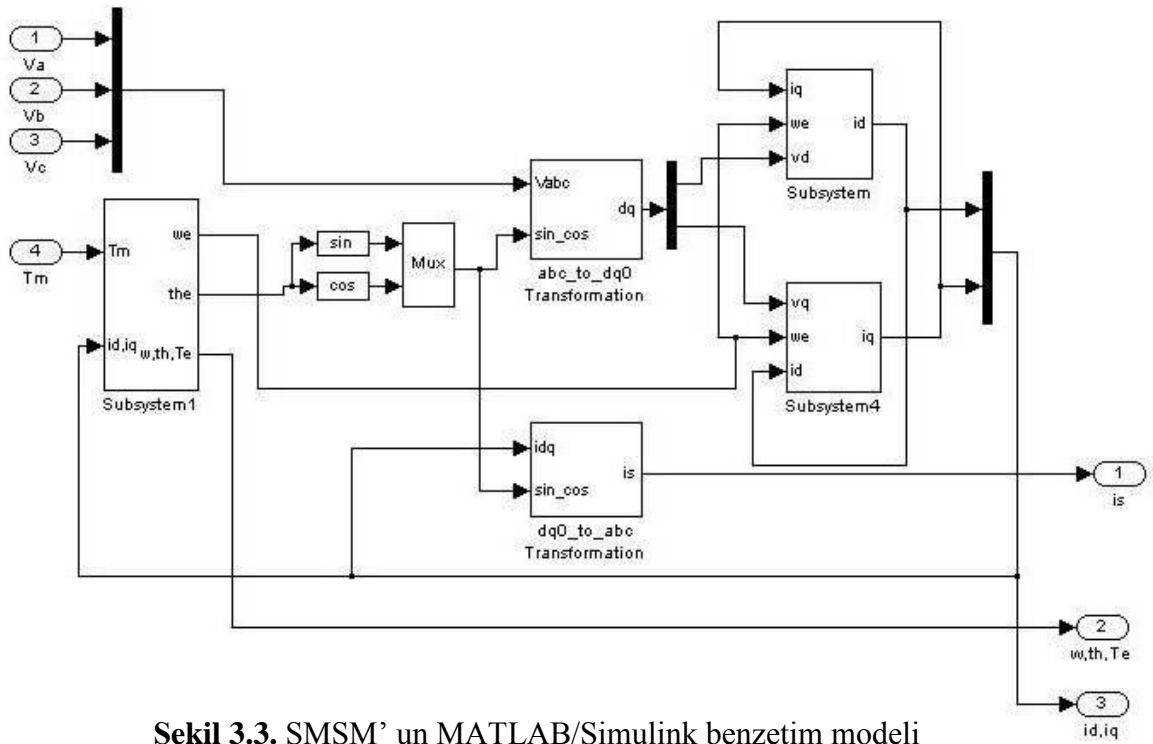 1
Va
2
Vb
3
Vc
4
Tm
Tm
we
the
id,iq
w,th,Te
Subsystem1
sin
cos
Mux
Vabc
dq
sin_cos
abc_to_dq0
Transformation
iq
we
id
vd
Subsystem
vq
we
iq
id
Subsystem4
idq
is
sin_cos
dq0_to_abc
Transformation
1
is
2
w,th,Te
3
id,iq
Sekil 3.3. SMSM' un MATLAB/Simulink benzetim modeli